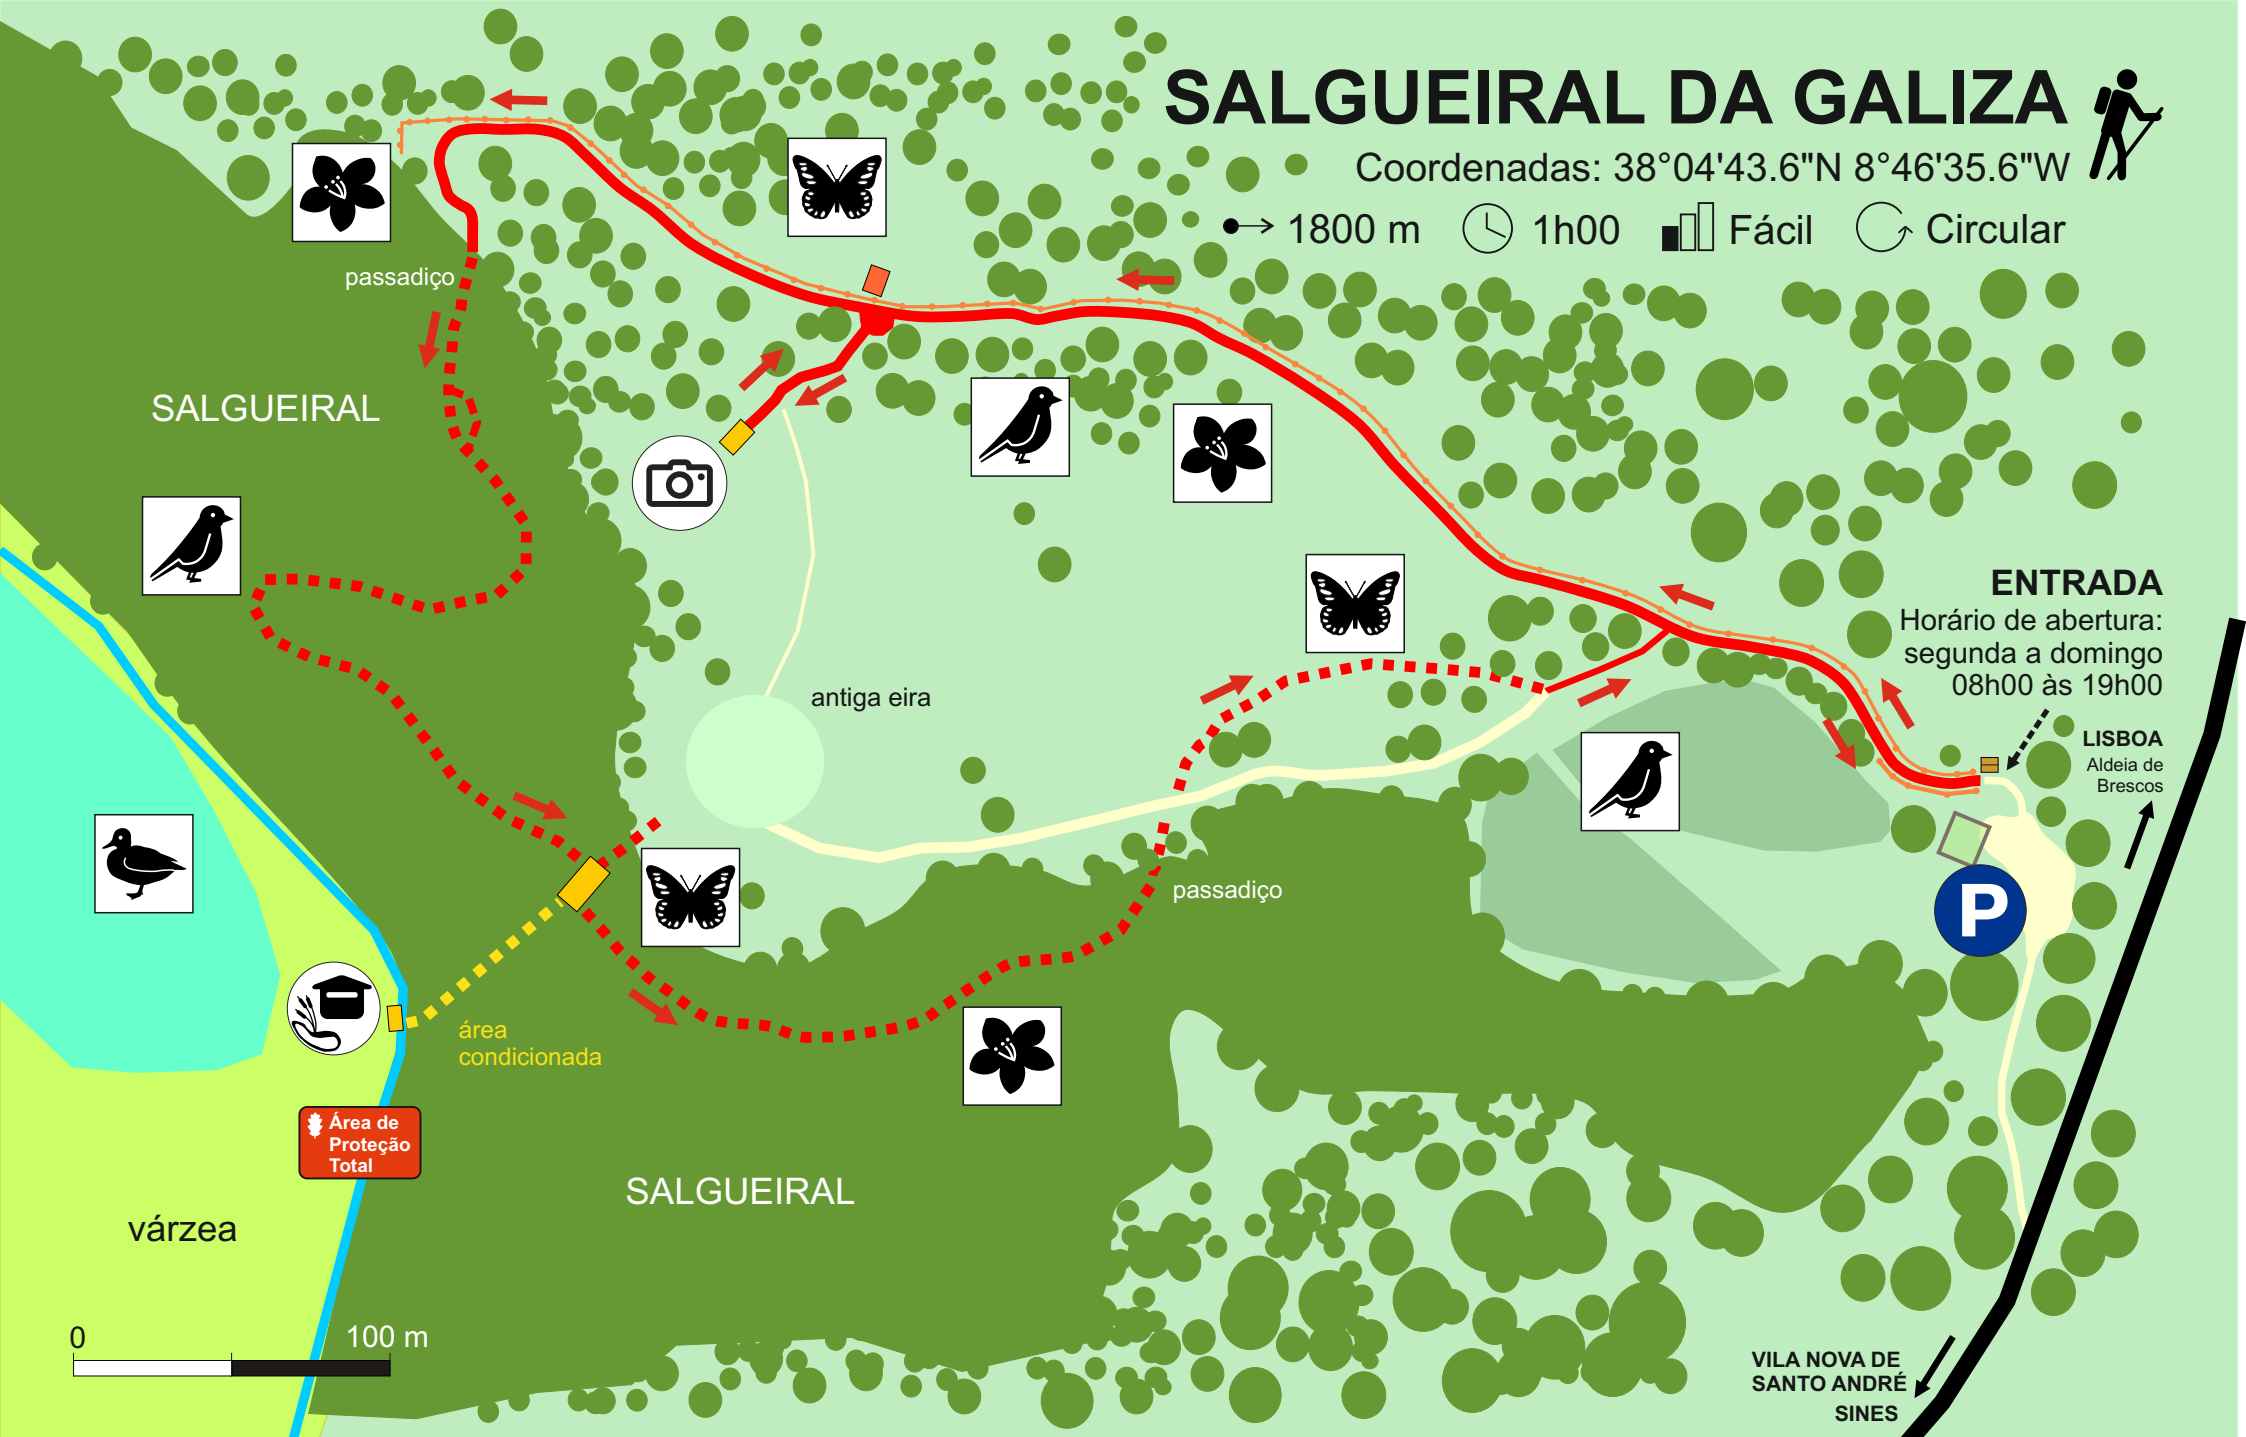 SALGUEIRAL DA GALIZA
Coordenadas: 38°04'43.6"N 8°46'35.6"W
1800 m 1h00 Fácil Circular
passadiço
SALGUEIRAL
ENTRADA
Horário de abertura:
segunda a domingo
08h00 às 19h00
antiga eira
LISBOA
Aldeia de
Brescos
passadiço
P
área
condicionada
Área de
Proteção
Total
SALGUEIRAL
várzea
0 100 m
VILA NOVA DE
SANTO ANDRÉ
SINES